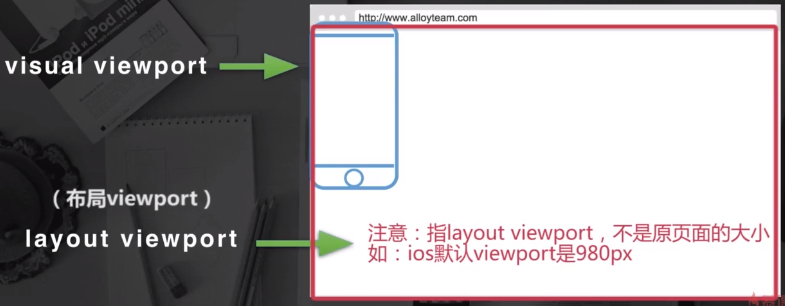 http://www.alloyteam.com
iPod mini
visual viewport
（布局viewport）
layout viewport
注意：指layout viewport，不是原页面的大小
如：ios默认viewport是980px